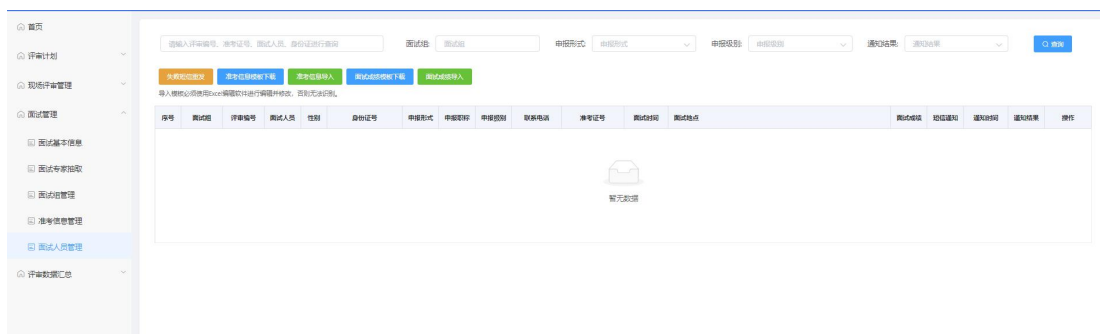 首页
评审计划
现场评审管理
面试管理
面试基本信息
面试专家抽取
面试组管理
准考信息管理
面试人员管理
评审数据汇总
请输入评审编号、准考证号、面试人员、身份证进行查询 面试组: 面试组 申报形式: 申报形式 申报级别: 申报级别 通知结果: 通知结果 查询
失败短信重发 准考信息模板下载 准考信息导入 面试成绩模板下载 面试成绩导入
导入模板必须使用Excel编辑软件进行编辑并修改，否则无法识别。
序号 面试组 评审编号 面试人员 性别 身份证号 申报形式 申报职称 申报级别 联系电话 准考证号 面试时间 面试地点 面试成绩 短信通知 通知时间 通知结果 操作
暂无数据